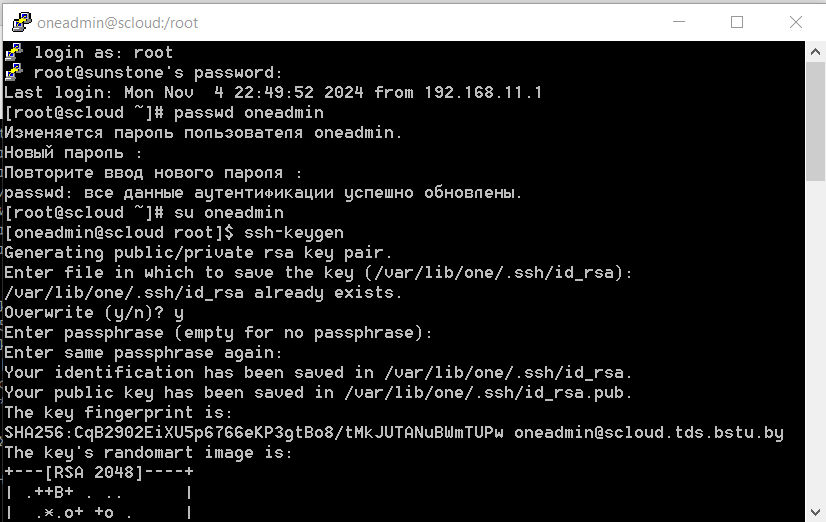 oneadmin@scloud:/root
login as: root
root@sunstone's password:
Last login: Mon Nov  4 22:49:52 2024 from 192.168.11.1
[root@scloud ~]# passwd oneadmin
Изменяется пароль пользователя oneadmin.
Новый пароль :
Повторите ввод нового пароля :
passwd: все данные аутентификации успешно обновлены.
[root@scloud ~]# su oneadmin
[oneadmin@scloud root]$ ssh-keygen
Generating public/private rsa key pair.
Enter file in which to save the key (/var/lib/one/.ssh/id_rsa):
/var/lib/one/.ssh/id_rsa already exists.
Overwrite (y/n)? y
Enter passphrase (empty for no passphrase):
Enter same passphrase again:
Your identification has been saved in /var/lib/one/.ssh/id_rsa.
Your public key has been saved in /var/lib/one/.ssh/id_rsa.pub.
The key fingerprint is:
SHA256:CqB2902EiXU5p6766eKP3gtBo8/tMkJUTANuBWmTUPw oneadmin@scloud.tds.bstu.by
The key's randomart image is:
+---[RSA 2048]----+
| .++B+ . ..      |
|  .*.o+ +o .     |